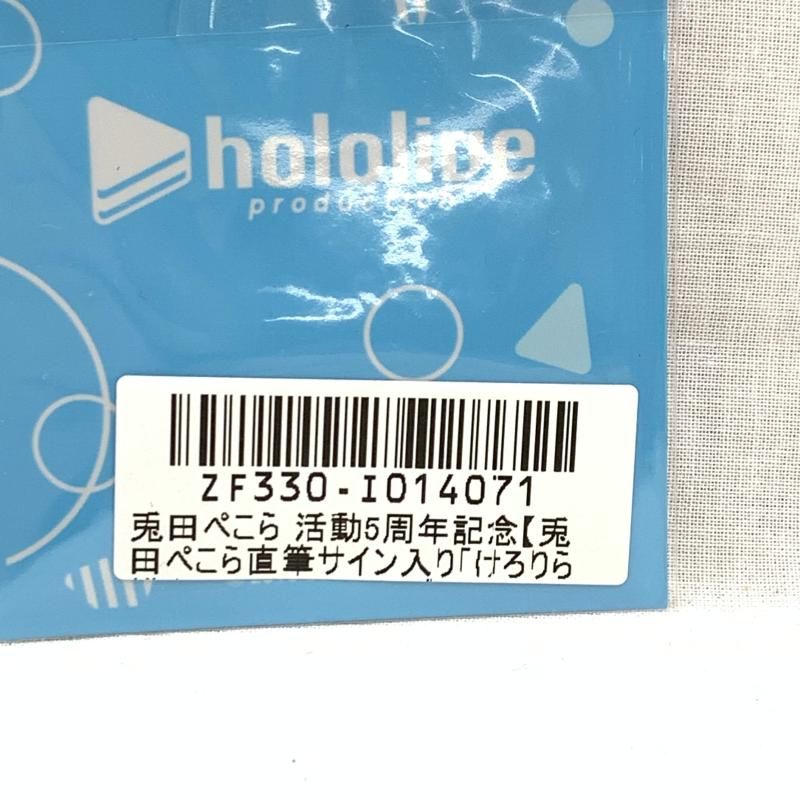 hololive
production
ZF330-I014071
兎田ぺこら 活動5周年記念【兎
田ぺこら直筆サイン入り「けろりら